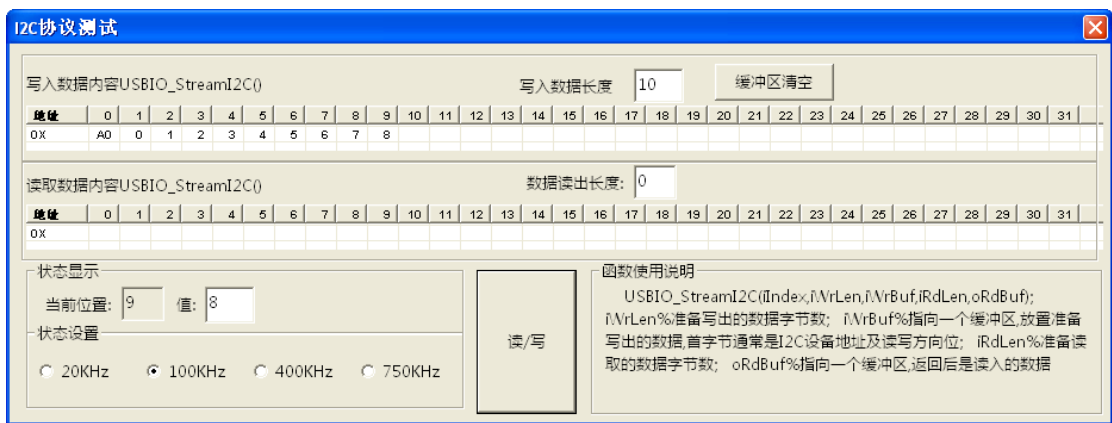 I2C协议测试
写入数据内容USBIO_StreamI2C() 写入数据长度 10 缓冲区清空
地址 0 1 2 3 4 5 6 7 8 9 10 11 12 13 14 15 16 17 18 19 20 21 22 23 24 25 26 27 28 29 30 31
0X A0 0 1 2 3 4 5 6 7 8
读取数据内容USBIO_StreamI2C() 数据读出长度: 0
地址 0 1 2 3 4 5 6 7 8 9 10 11 12 13 14 15 16 17 18 19 20 21 22 23 24 25 26 27 28 29 30 31
0X
状态显示
当前位置: 9 值: 8
状态设置
20KHz 100KHz 400KHz 750KHz
读/写
函数使用说明
USBIO_StreamI2C(iIndex,iWrLen,iWrBuf,iRdLen,oRdBuf);
iWrLen%准备写出的数据字节数; iWrBuf%指向一个缓冲区,放置准备
写出的数据,首字节通常是I2C设备地址及读写方向位; iRdLen%准备读
取的数据字节数; oRdBuf%指向一个缓冲区,返回后是读入的数据